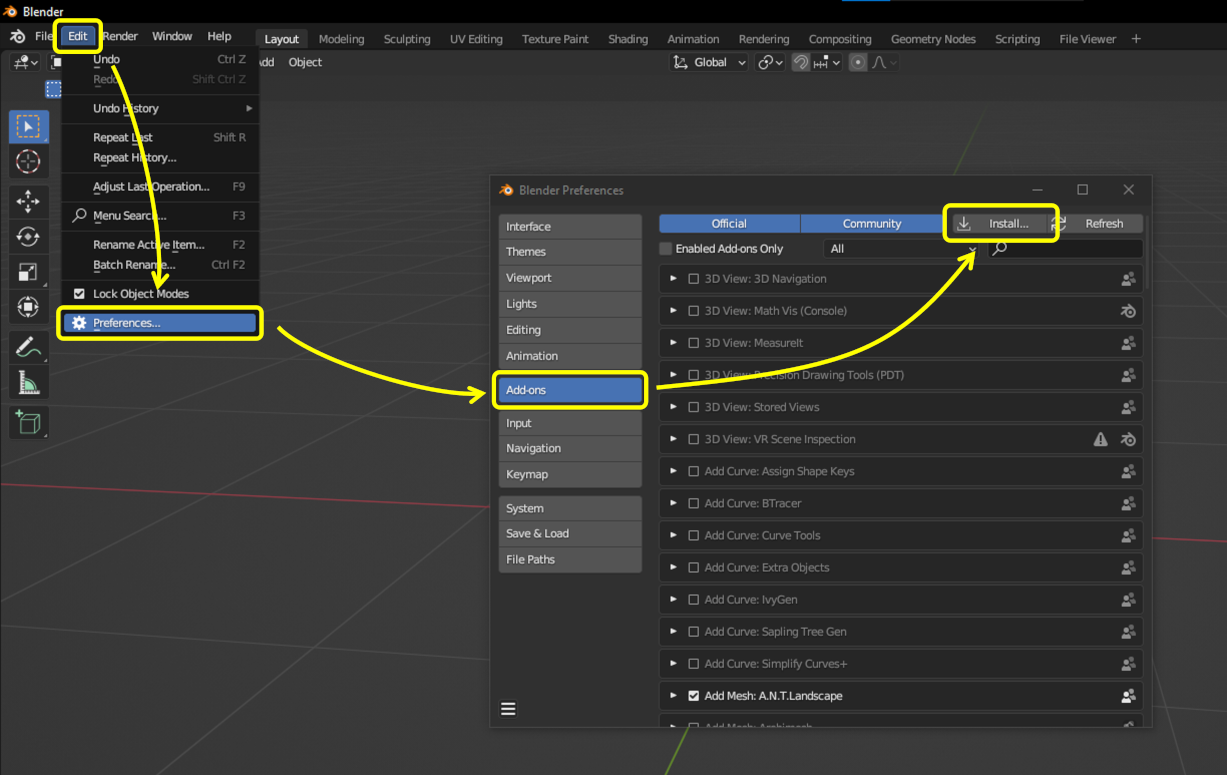 Blender
File Edit Render Window Help Layout Modeling Sculpting UV Editing Texture Paint Shading Animation Rendering Compositing Geometry Nodes Scripting File Viewer +
Add Object Global
Undo Ctrl Z
Redo Shift Ctrl Z
Undo History
Repeat Last Shift R
Repeat History...
Adjust Last Operation... F9
Menu Search... F3
Rename Active Item... F2
Batch Rename... Ctrl F2
Lock Object Modes
Preferences...
Blender Preferences
Interface
Themes
Viewport
Lights
Editing
Animation
Add-ons
Input
Navigation
Keymap
System
Save & Load
File Paths
Official Community Install... Refresh
Enabled Add-ons Only All
3D View: 3D Navigation
3D View: Math Vis (Console)
3D View: MeasureIt
3D View: Precision Drawing Tools (PDT)
3D View: Stored Views
3D View: VR Scene Inspection
Add Curve: Assign Shape Keys
Add Curve: BTracer
Add Curve: Curve Tools
Add Curve: Extra Objects
Add Curve: IvyGen
Add Curve: Sapling Tree Gen
Add Curve: Simplify Curves+
Add Mesh: A.N.T.Landscape
Add Mesh: Archimesh